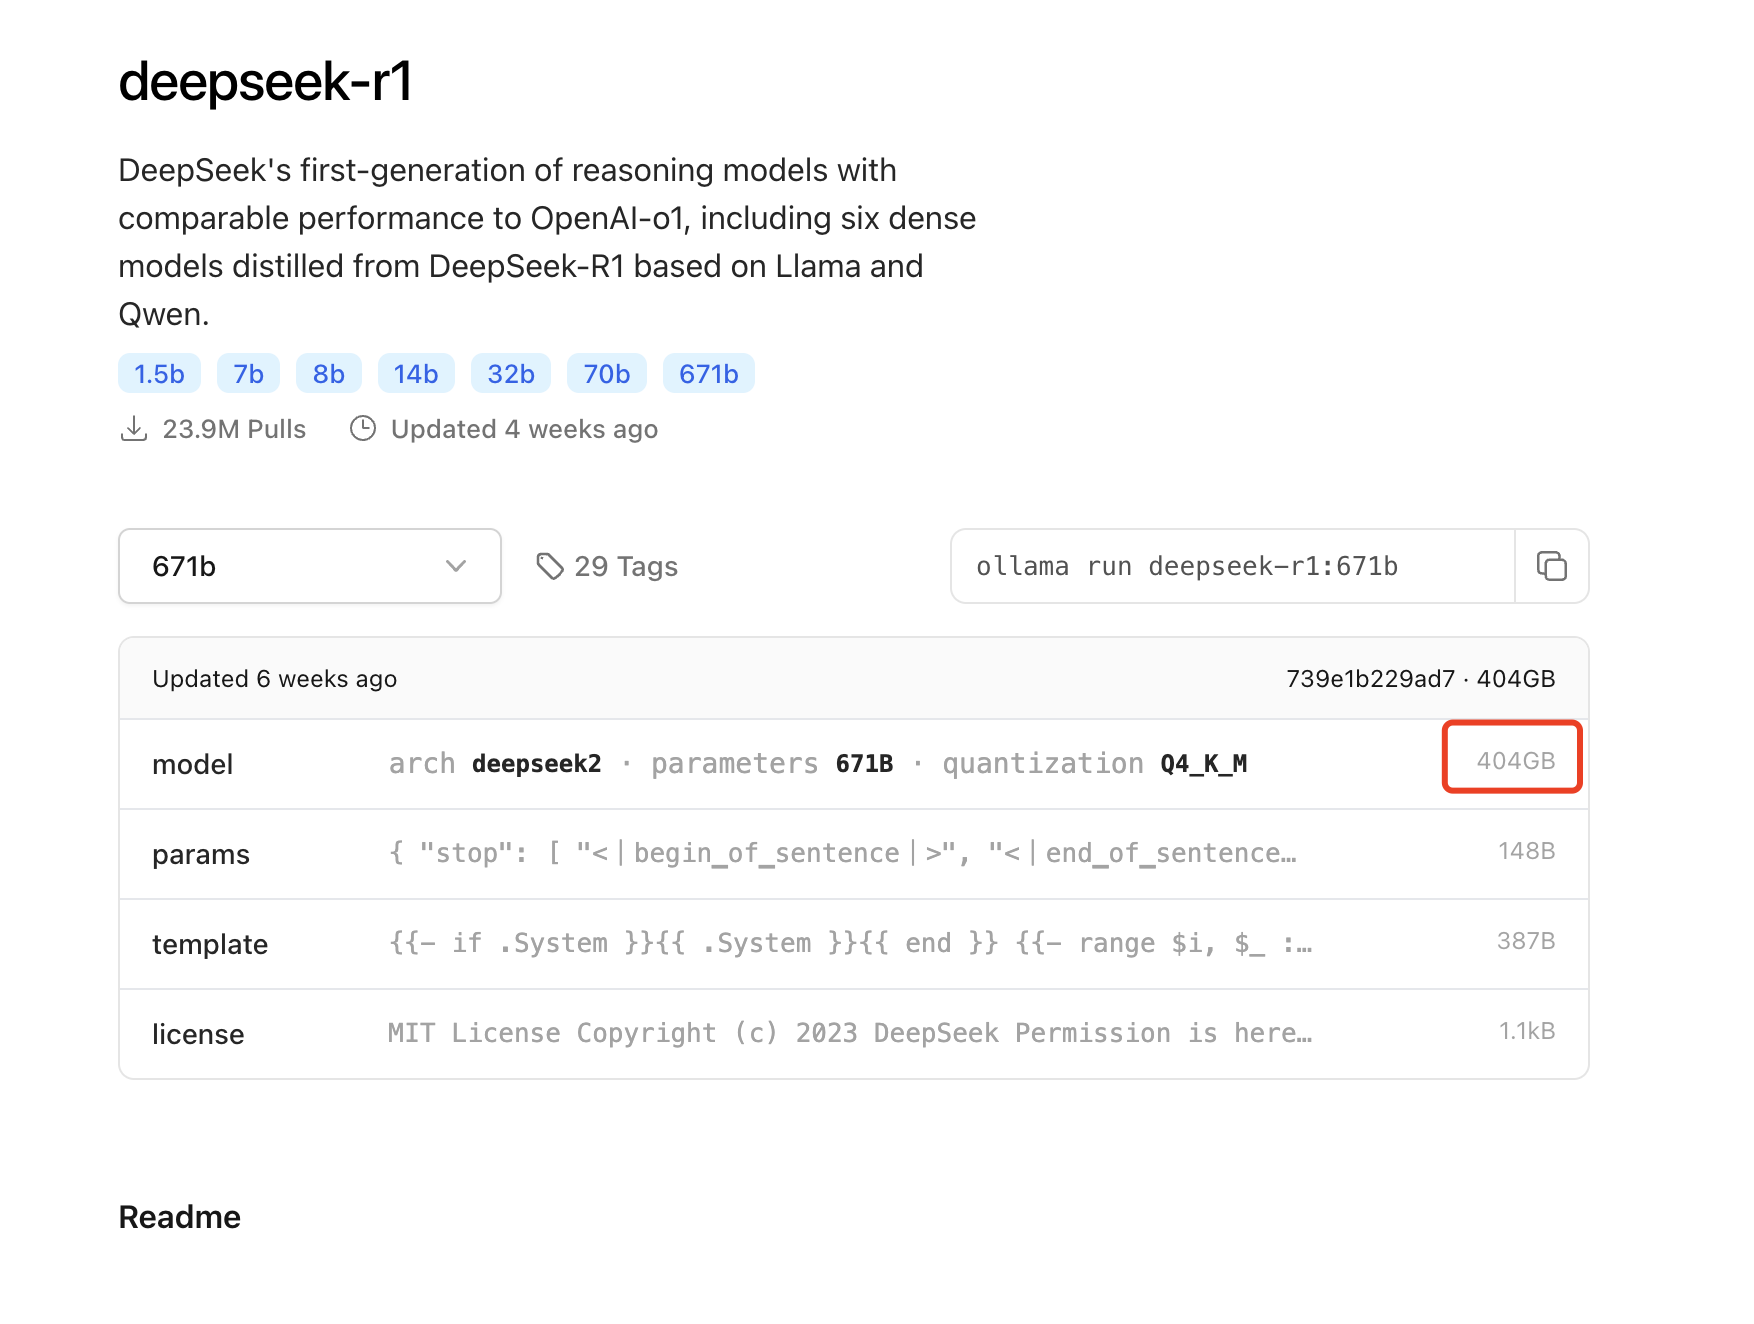 deepseek-r1
DeepSeek's first-generation of reasoning models with
comparable performance to OpenAI-o1, including six dense
models distilled from DeepSeek-R1 based on Llama and
Qwen.
1.5b 7b 8b 14b 32b 70b 671b
23.9M Pulls Updated 4 weeks ago
671b 29 Tags ollama run deepseek-r1:671b
Updated 6 weeks ago 739e1b229ad7 · 404GB
model arch deepseek2 · parameters 671B · quantization Q4_K_M 404GB
params { "stop": [ "<｜begin_of_sentence｜>", "<｜end_of_sentence… 148B
template {{- if .System }}{{ .System }}{{ end }} {{- range $i, $_ :… 387B
license MIT License Copyright (c) 2023 DeepSeek Permission is here… 1.1kB
Readme